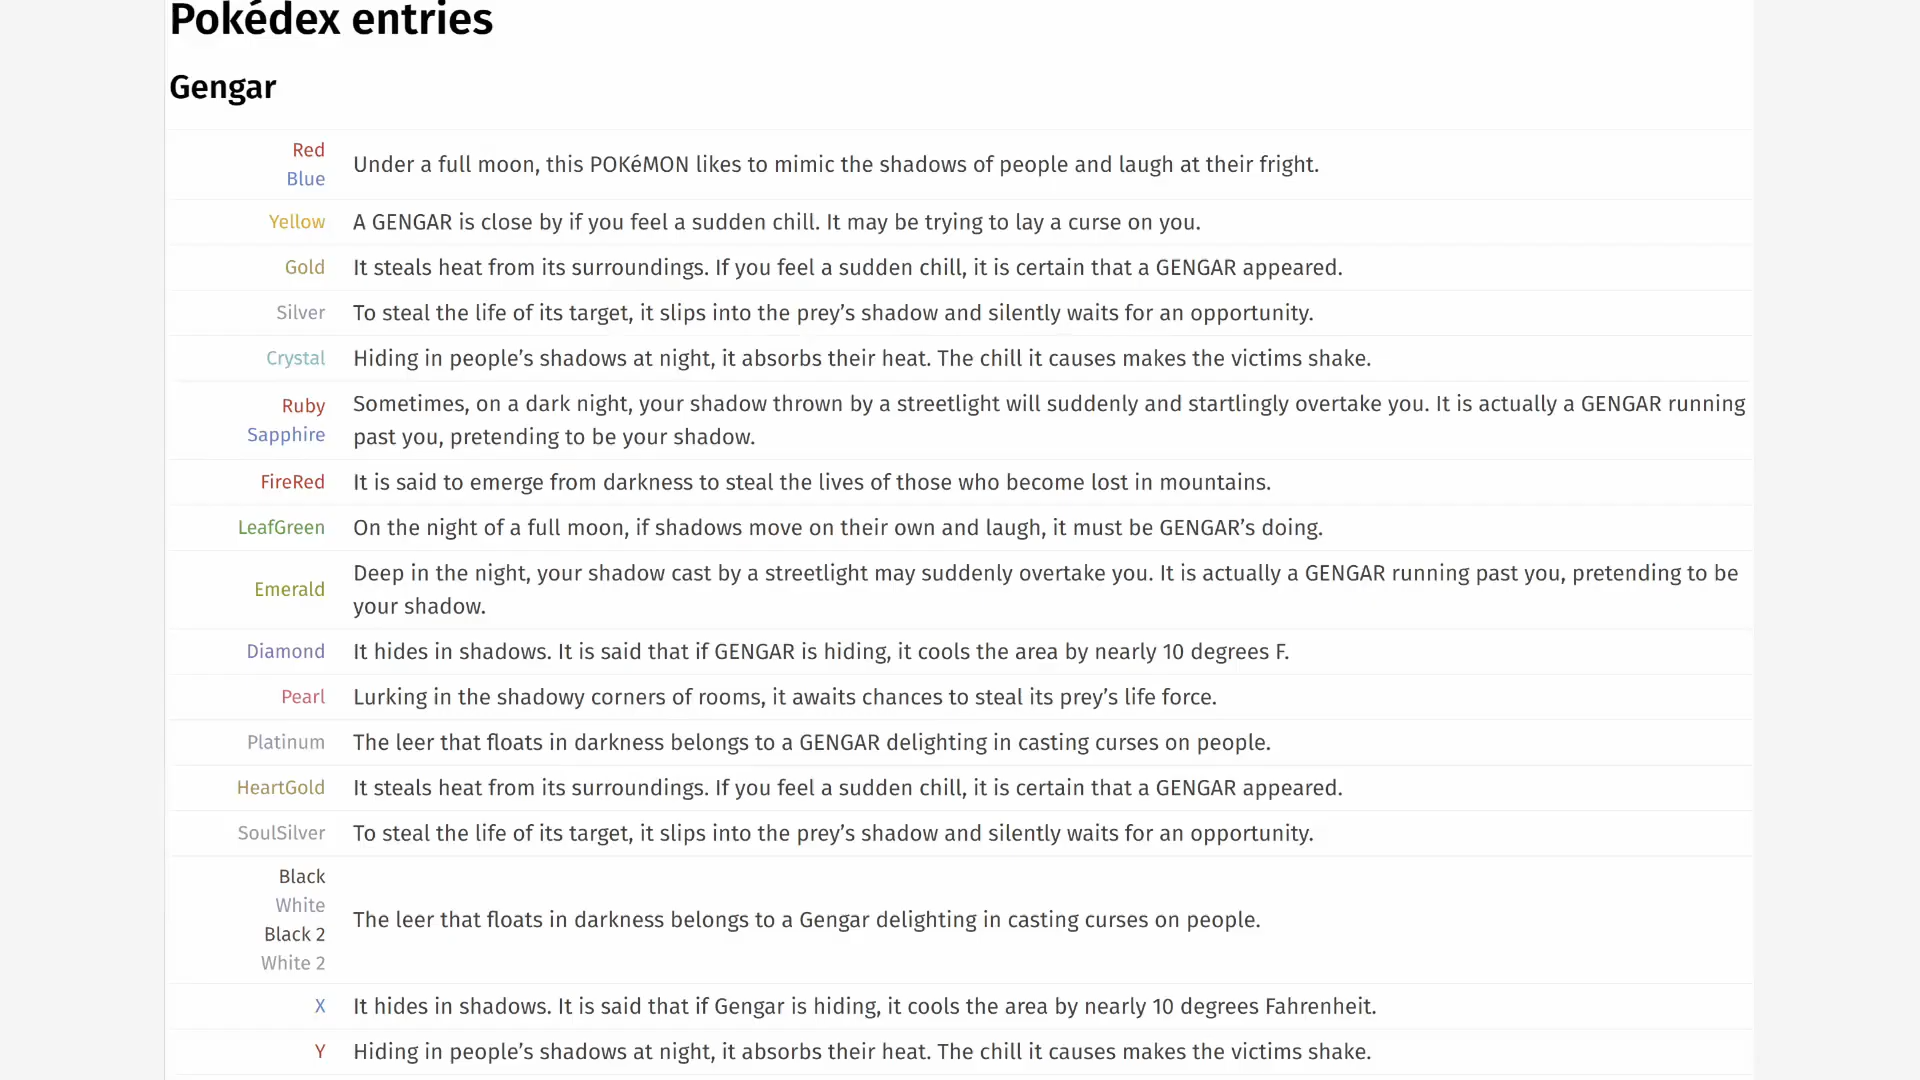 Pokédex entries
Gengar
Red
Blue
Under a full moon, this POKéMON likes to mimic the shadows of people and laugh at their fright.
Yellow
A GENGAR is close by if you feel a sudden chill. It may be trying to lay a curse on you.
Gold
It steals heat from its surroundings. If you feel a sudden chill, it is certain that a GENGAR appeared.
Silver
To steal the life of its target, it slips into the prey’s shadow and silently waits for an opportunity.
Crystal
Hiding in people’s shadows at night, it absorbs their heat. The chill it causes makes the victims shake.
Ruby
Sapphire
Sometimes, on a dark night, your shadow thrown by a streetlight will suddenly and startlingly overtake you. It is actually a GENGAR running
past you, pretending to be your shadow.
FireRed
It is said to emerge from darkness to steal the lives of those who become lost in mountains.
LeafGreen
On the night of a full moon, if shadows move on their own and laugh, it must be GENGAR’s doing.
Emerald
Deep in the night, your shadow cast by a streetlight may suddenly overtake you. It is actually a GENGAR running past you, pretending to be
your shadow.
Diamond
It hides in shadows. It is said that if GENGAR is hiding, it cools the area by nearly 10 degrees F.
Pearl
Lurking in the shadowy corners of rooms, it awaits chances to steal its prey’s life force.
Platinum
The leer that floats in darkness belongs to a GENGAR delighting in casting curses on people.
HeartGold
It steals heat from its surroundings. If you feel a sudden chill, it is certain that a GENGAR appeared.
SoulSilver
To steal the life of its target, it slips into the prey’s shadow and silently waits for an opportunity.
Black
White
Black 2
White 2
The leer that floats in darkness belongs to a Gengar delighting in casting curses on people.
X
It hides in shadows. It is said that if Gengar is hiding, it cools the area by nearly 10 degrees Fahrenheit.
Y
Hiding in people’s shadows at night, it absorbs their heat. The chill it causes makes the victims shake.